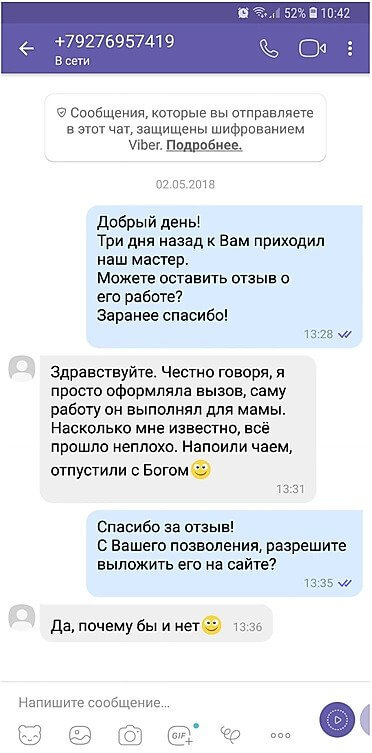 52% 10:42
+79276957419
В сети
Сообщения, которые вы отправляете
в этот чат, защищены шифрованием
Viber. Подробнее.
02.05.2018
Добрый день!
Три дня назад к Вам приходил
наш мастер.
Можете оставить отзыв о
его работе?
Заранее спасибо!
13:28
Здравствуйте. Честно говоря, я
просто оформляла вызов, саму
работу он выполнял для мамы.
Насколько мне известно, всё
прошло неплохо. Напоили чаем,
отпустили с Богом
13:31
Спасибо за отзыв!
С Вашего позволения, разрешите
выложить его на сайте?
13:35
Да, почему бы и нет 13:36
Напишите сообщение...
GIF+